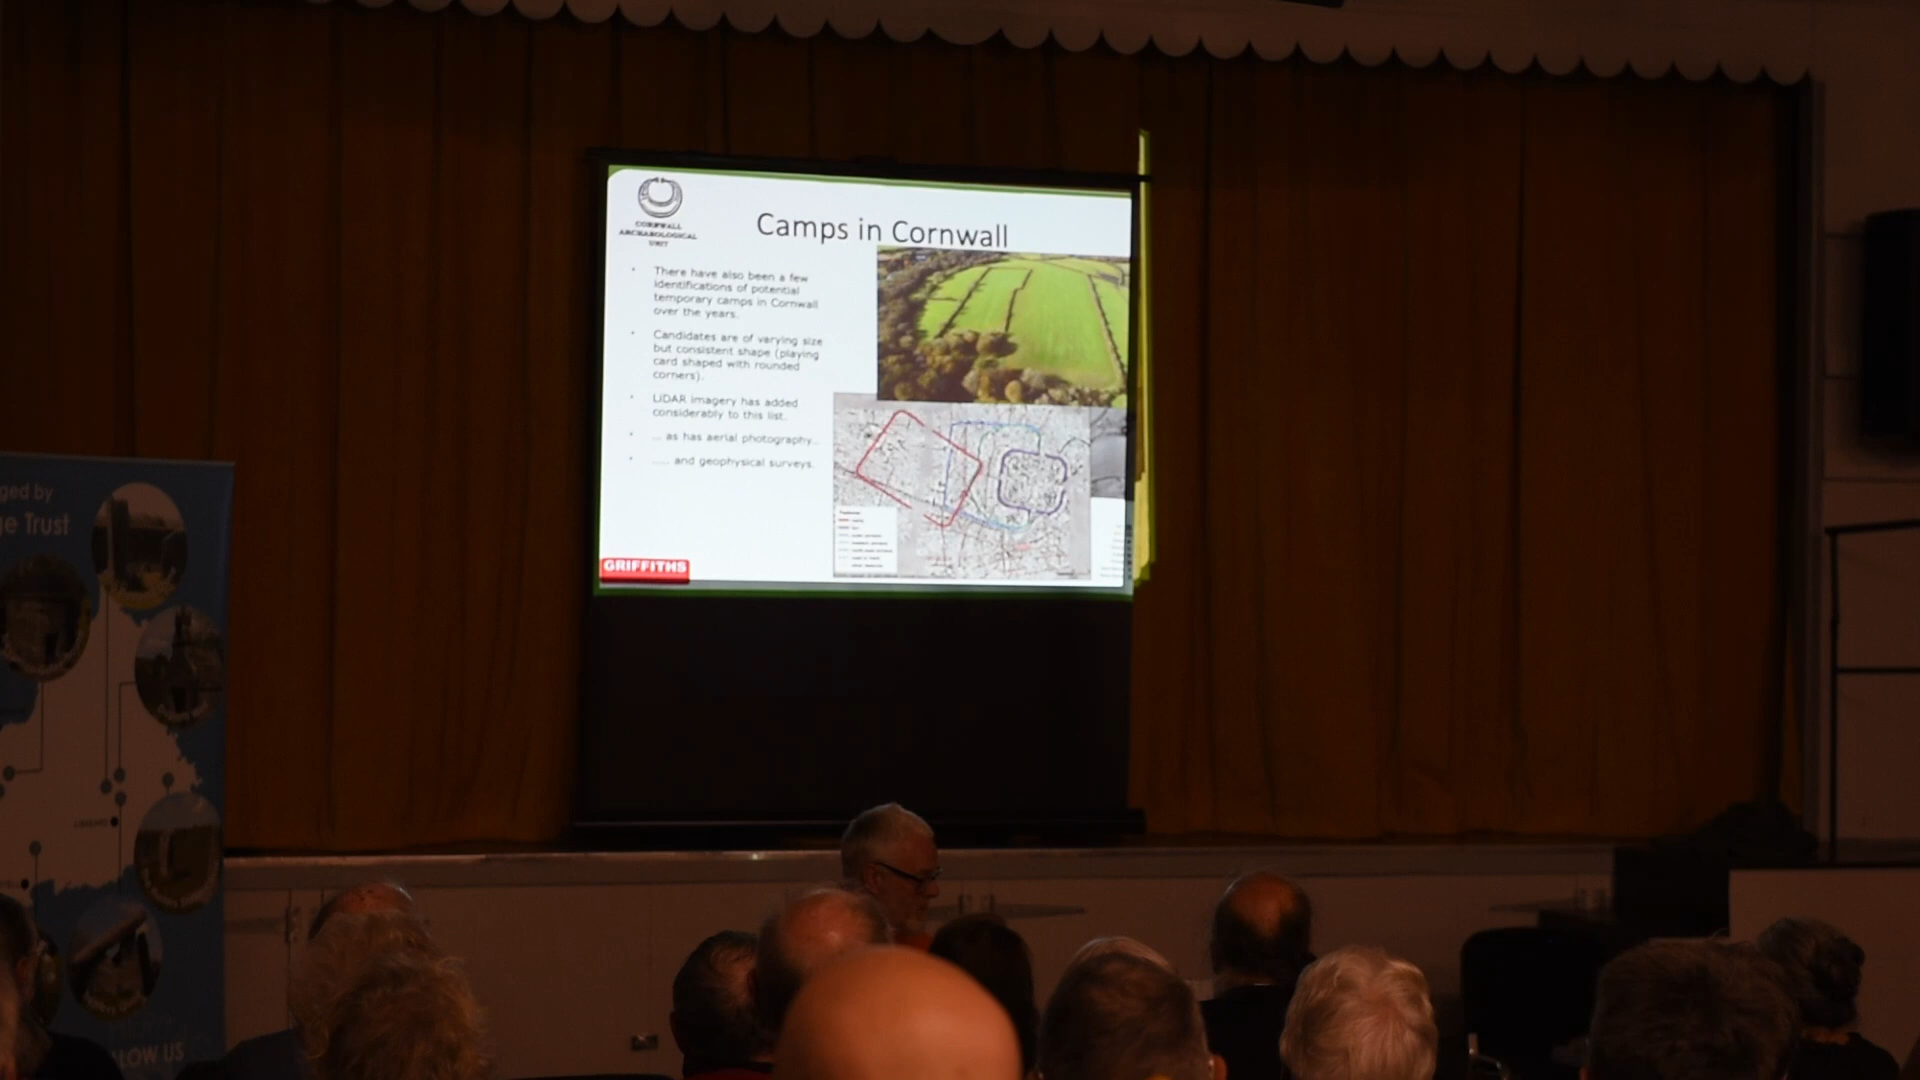 CORNWALL
ARCHAEOLOGICAL
UNIT
Camps in Cornwall
There have also been a few
identifications of potential
temporary camps in Cornwall
over the years.
Candidates are of varying size
but consistent shape (playing
card shaped with rounded
corners).
LiDAR imagery has added
considerably to this list.
... as has aerial photography...
..... and geophysical surveys.
GRIFFITHS
ged by
ge Trust
LOW US